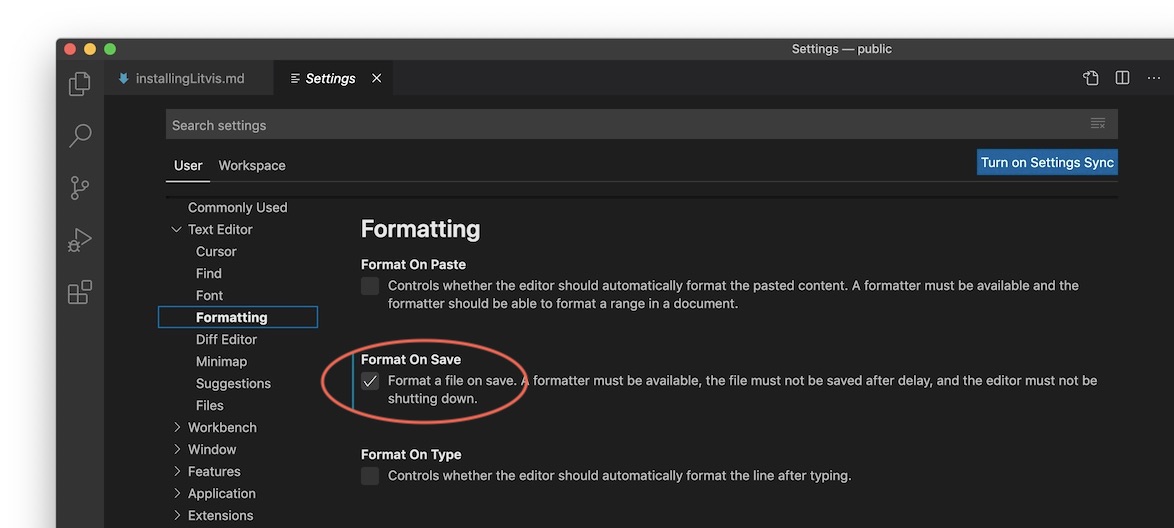 Settings — public
installingLitvis.md
Settings
Search settings
User Workspace
Turn on Settings Sync
Commonly Used
Text Editor
Cursor
Find
Font
Formatting
Diff Editor
Minimap
Suggestions
Files
Workbench
Window
Features
Application
Extensions
Formatting
Format On Paste
Controls whether the editor should automatically format the pasted content. A formatter must be available and the
formatter should be able to format a range in a document.
Format On Save
Format a file on save. A formatter must be available, the file must not be saved after delay, and the editor must not be
shutting down.
Format On Type
Controls whether the editor should automatically format the line after typing.